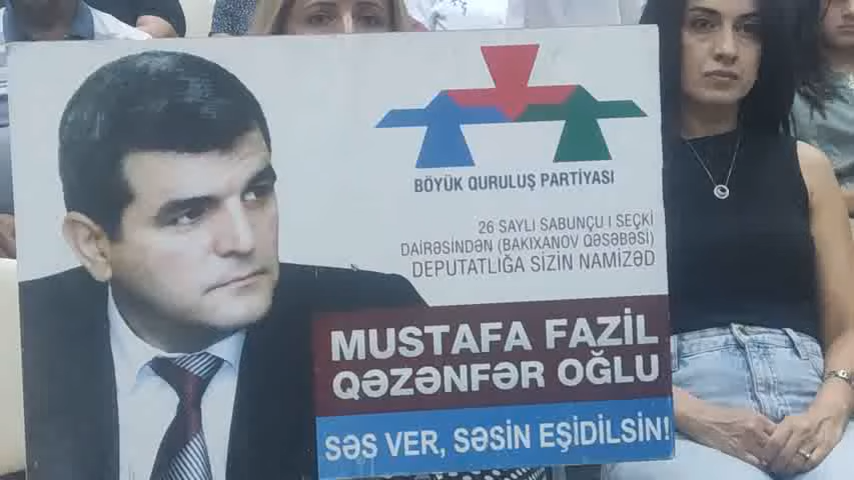 BÖYÜK QURULUŞ PARTİYASI
26 SAYLI SABUNÇU I SEÇKİ
DAİRƏSİNDƏN (BAKIXANOV QƏSƏBƏSİ)
DEPUTATLIĞA SİZİN NAMİZƏD
MUSTAFA FAZİL
QƏZƏNFƏR OĞLU
SƏS VER, SƏSİN EŞİDİLSİN!